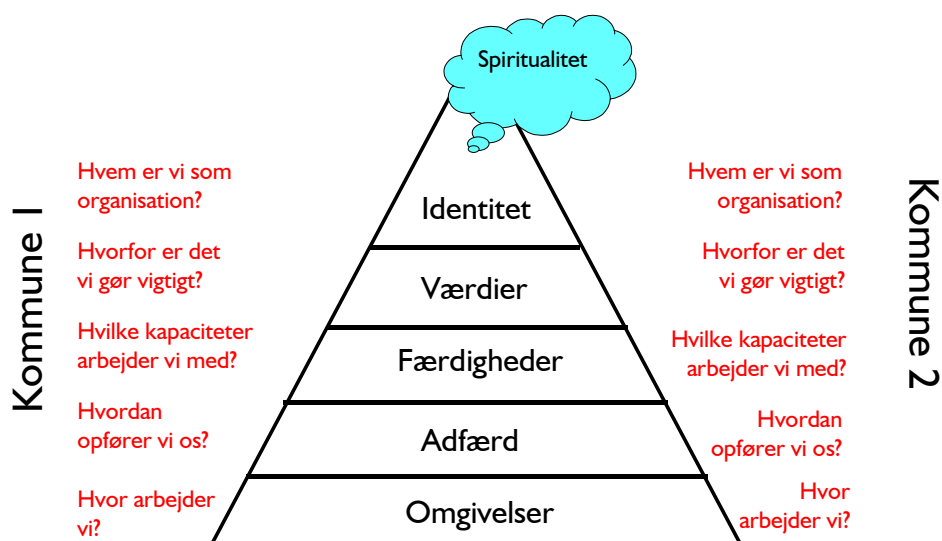 Spiritualitet
Kommune 1
Hvem er vi som
organisation?
Hvorfor er det
vi gør vigtigt?
Hvilke kapaciteter
arbejder vi med?
Hvordan
opfører vi os?
Hvor arbejder
vi?
Identitet
Værdier
Færdigheder
Adfærd
Omgivelser
Hvem er vi som
organisation?
Hvorfor er det
vi gør vigtigt?
Hvilke kapaciteter
arbejder vi med?
Hvordan
opfører vi os?
Hvor
arbejder vi?
Kommune 2